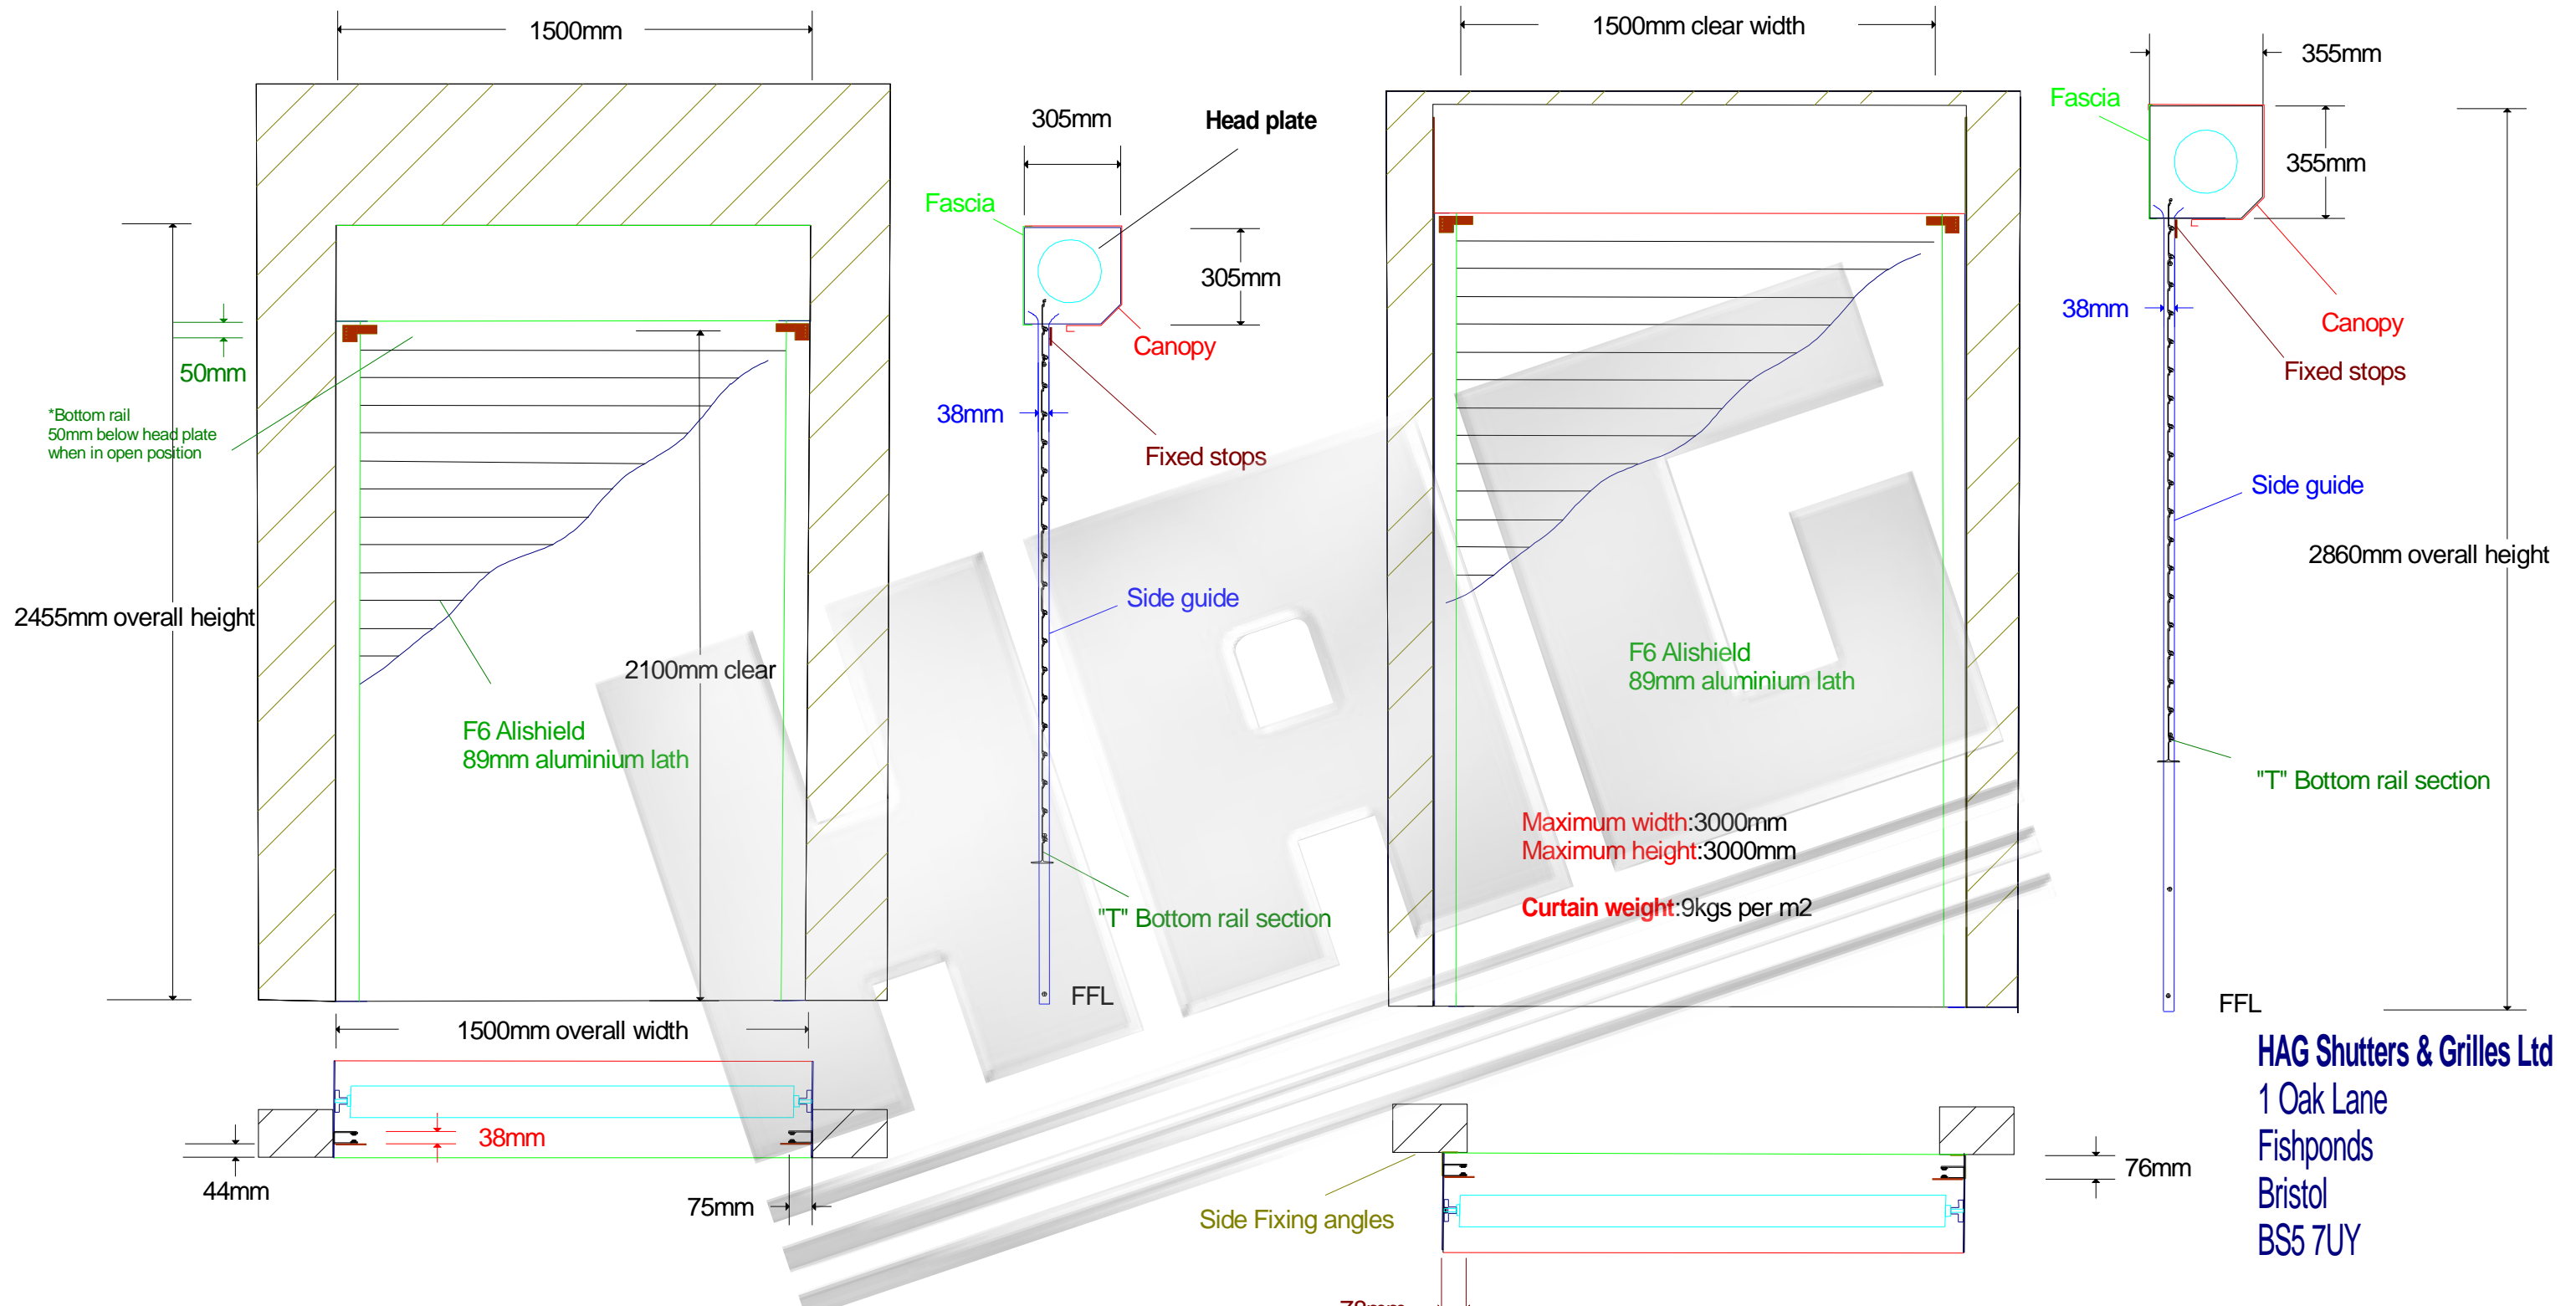 1500mm
1500mm clear width
355mm
Fascia
305mm
Head plate
355mm
Fascia
305mm
38mm
Canopy
Canopy
50mm
Fixed stops
*Bottom rail
50mm below head plate
when in open position
38mm
Fixed stops
Side guide
2860mm overall height
Side guide
2455mm overall height
2100mm clear
F6 Alishield
89mm aluminium lath
F6 Alishield
89mm aluminium lath
"T" Bottom rail section
Maximum width:3000mm
Maximum height:3000mm
Curtain weight:9kgs per m2
"T" Bottom rail section
FFL
FFL
1500mm overall width
HAG Shutters & Grilles Ltd
1 Oak Lane
Fishponds
Bristol
BS5 7UY
38mm
44mm
75mm
76mm
Side Fixing angles
HAG